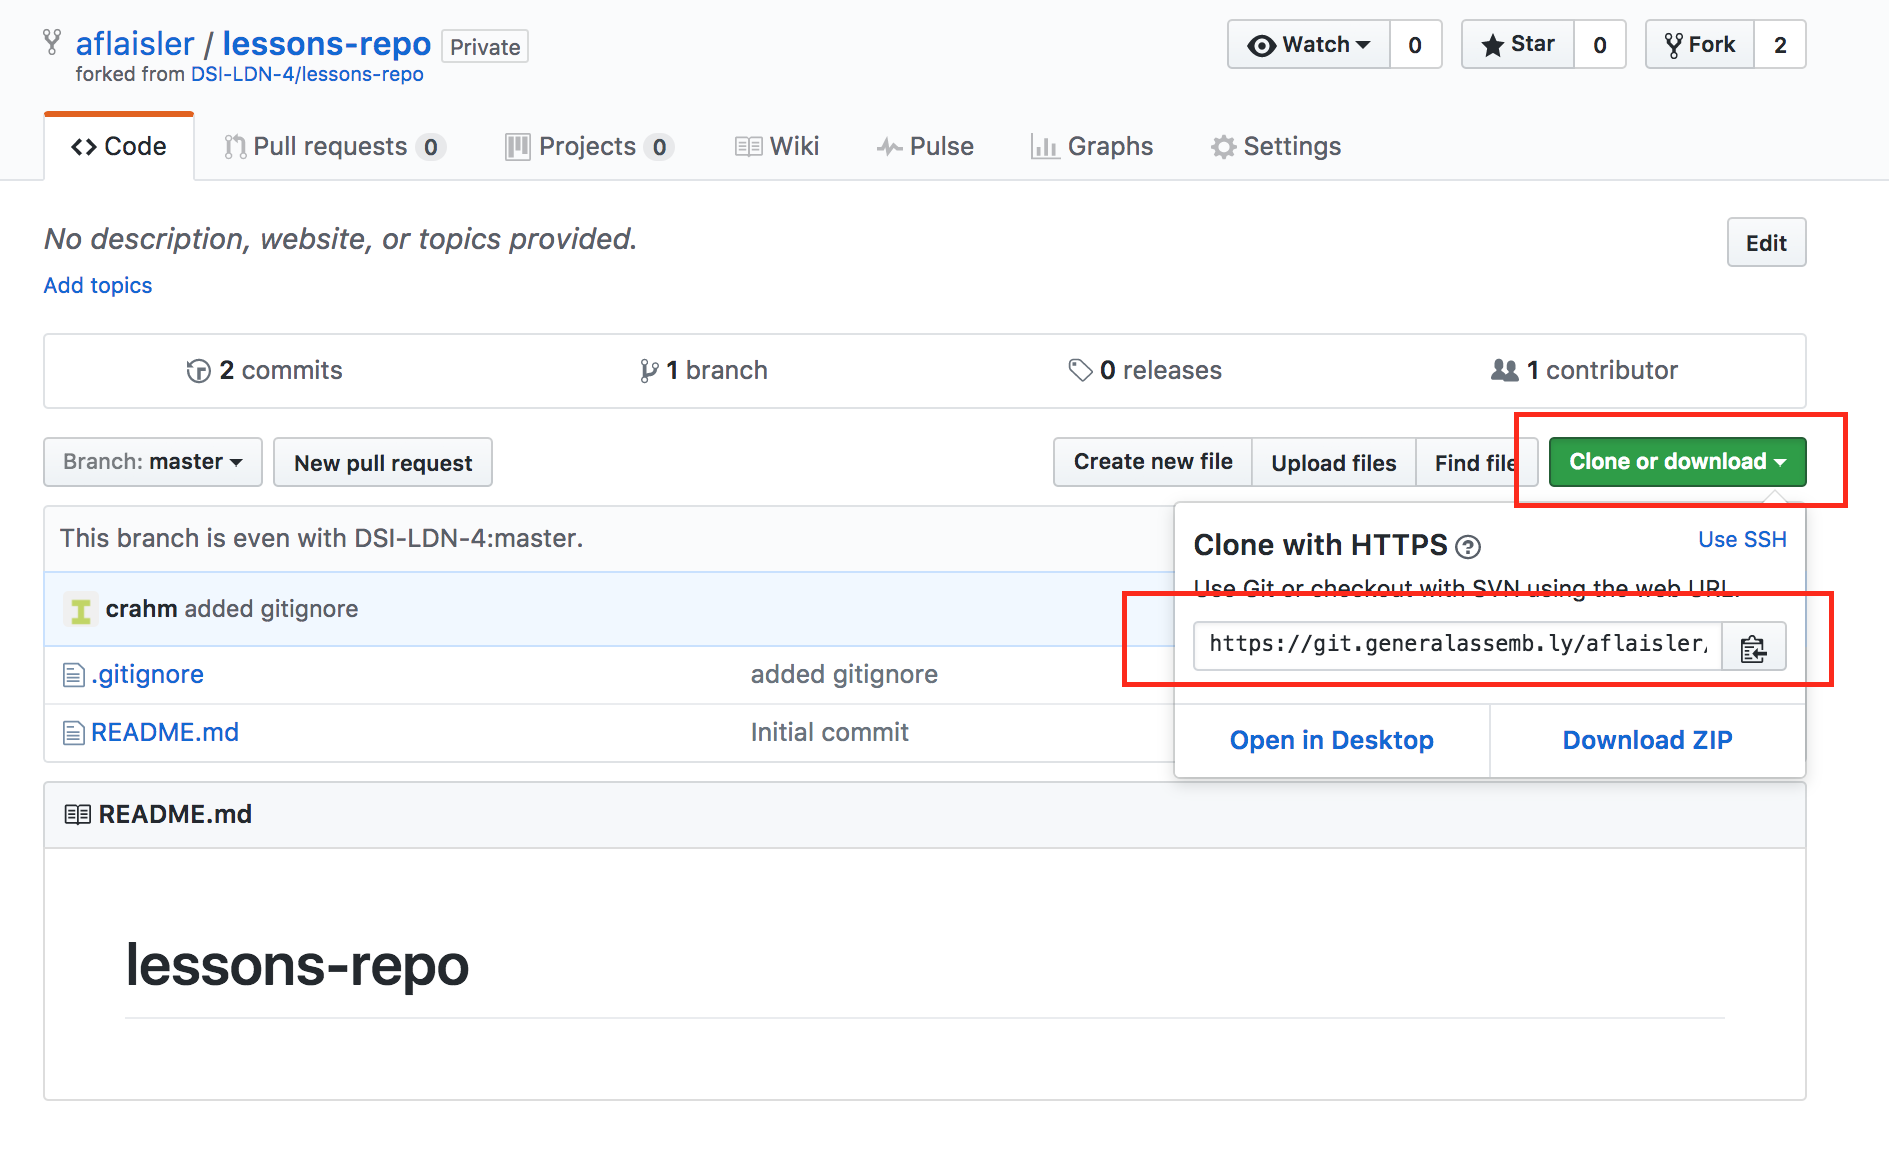 aflaisler / lessons-repo Private
Watch 0 Star 0 Fork 2
forked from DSI-LDN-4/lessons-repo
Code Pull requests 0 Projects 0 Wiki Pulse Graphs Settings
No description, website, or topics provided.
Edit
Add topics
2 commits 1 branch 0 releases 1 contributor
Branch: master New pull request Create new file Upload files Find file Clone or download
This branch is even with DSI-LDN-4:master.
Clone with HTTPS ? Use SSH
Use Git or checkout with SVN using the web URL.
crahm added gitignore
https://git.generalassemb.ly/aflaisler/
.gitignore added gitignore
README.md Initial commit
Open in Desktop Download ZIP
README.md
lessons-repo